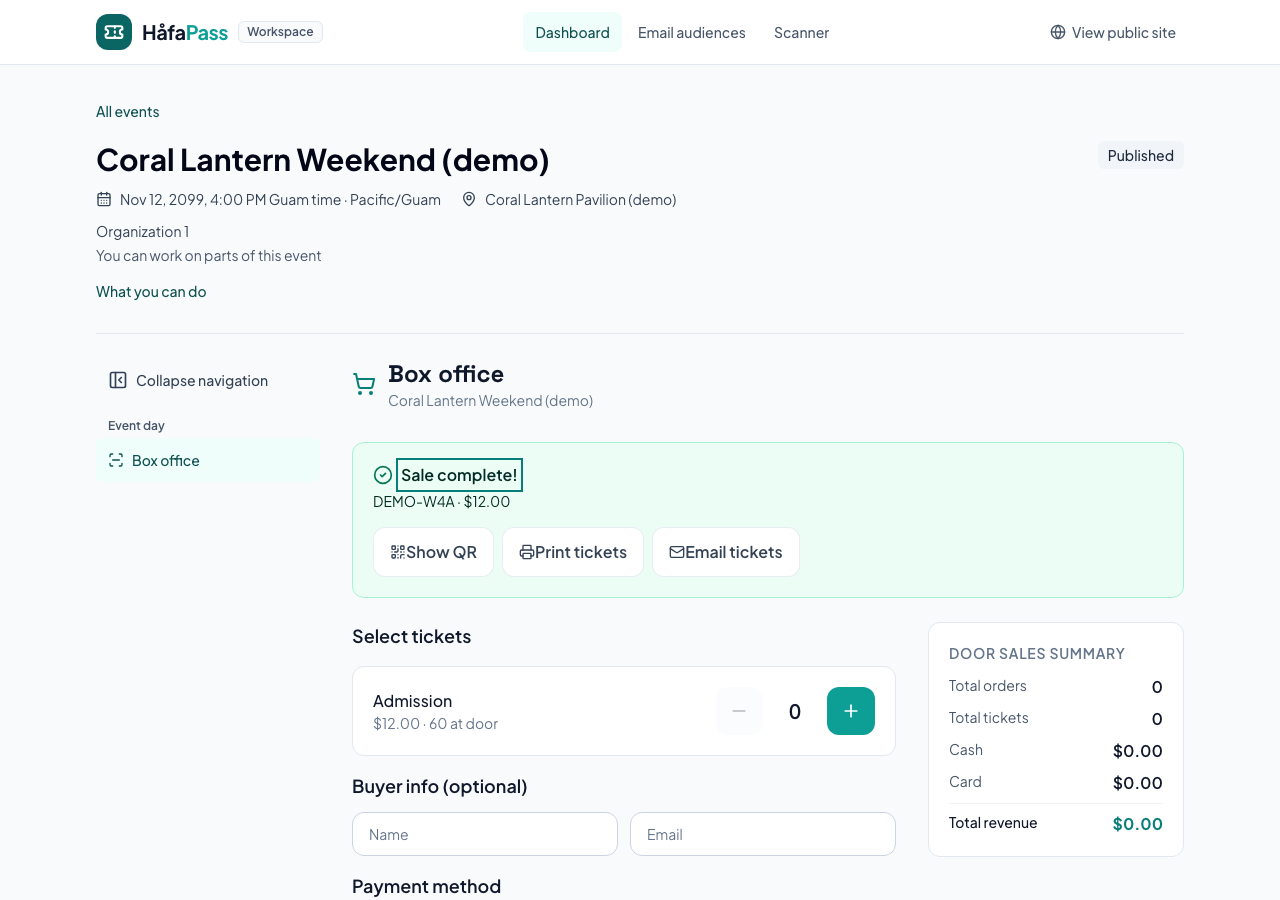 HåfaPass
Workspace
Dashboard
Email audiences
Scanner
View public site
All events
Coral Lantern Weekend (demo)
Published
Nov 12, 2099, 4:00 PM Guam time · Pacific/Guam
Coral Lantern Pavilion (demo)
Organization 1
You can work on parts of this event
What you can do
Collapse navigation
Event day
Box office
Box office
Coral Lantern Weekend (demo)
Sale complete!
DEMO-W4A · $12.00
Show QR
Print tickets
Email tickets
Select tickets
Admission
$12.00 · 60 at door
0
Buyer info (optional)
Name
Email
Payment method
DOOR SALES SUMMARY
Total orders 0
Total tickets 0
Cash $0.00
Card $0.00
Total revenue $0.00